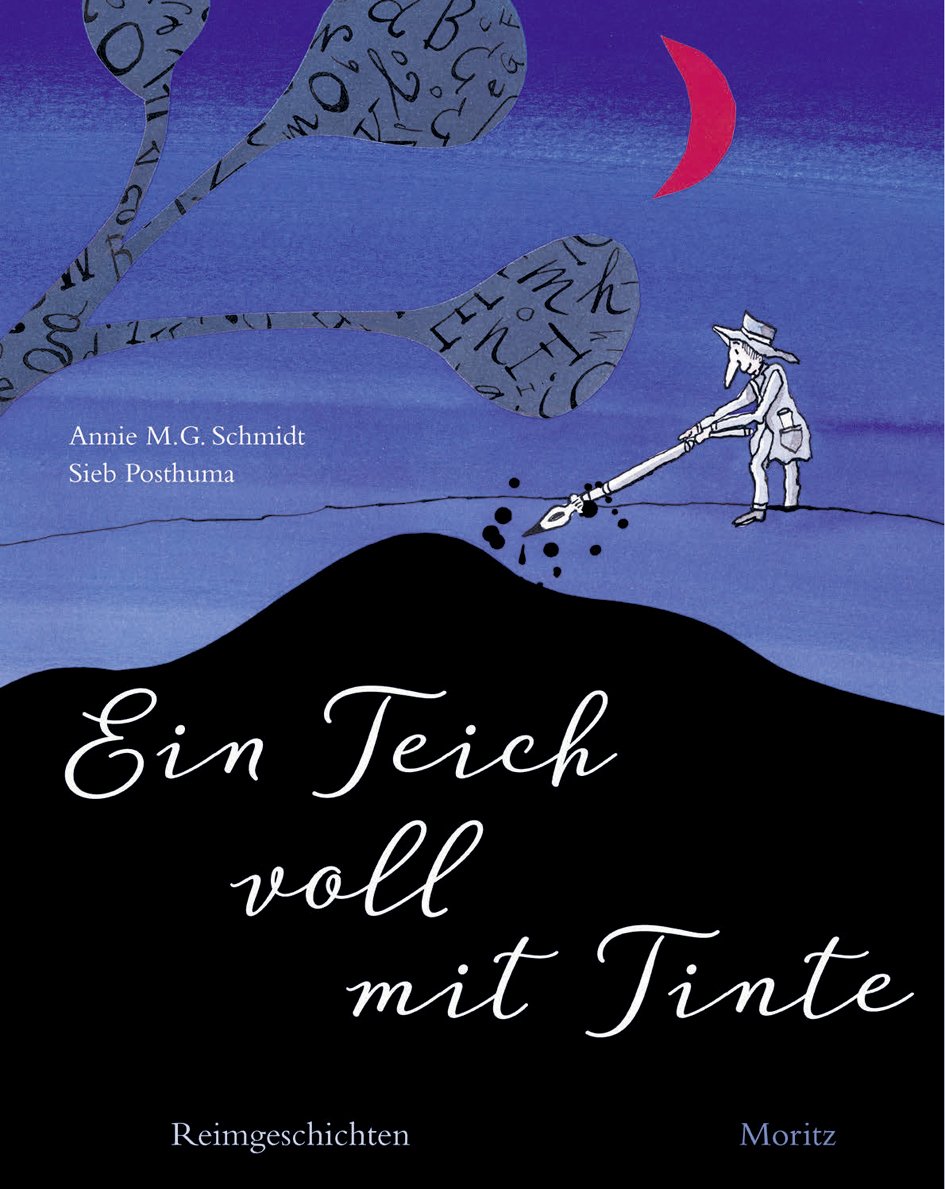 Annie M.G. Schmidt
Sieb Posthuma
Ein Teich
voll
mit Tinte
Reimgeschichten
Moritz